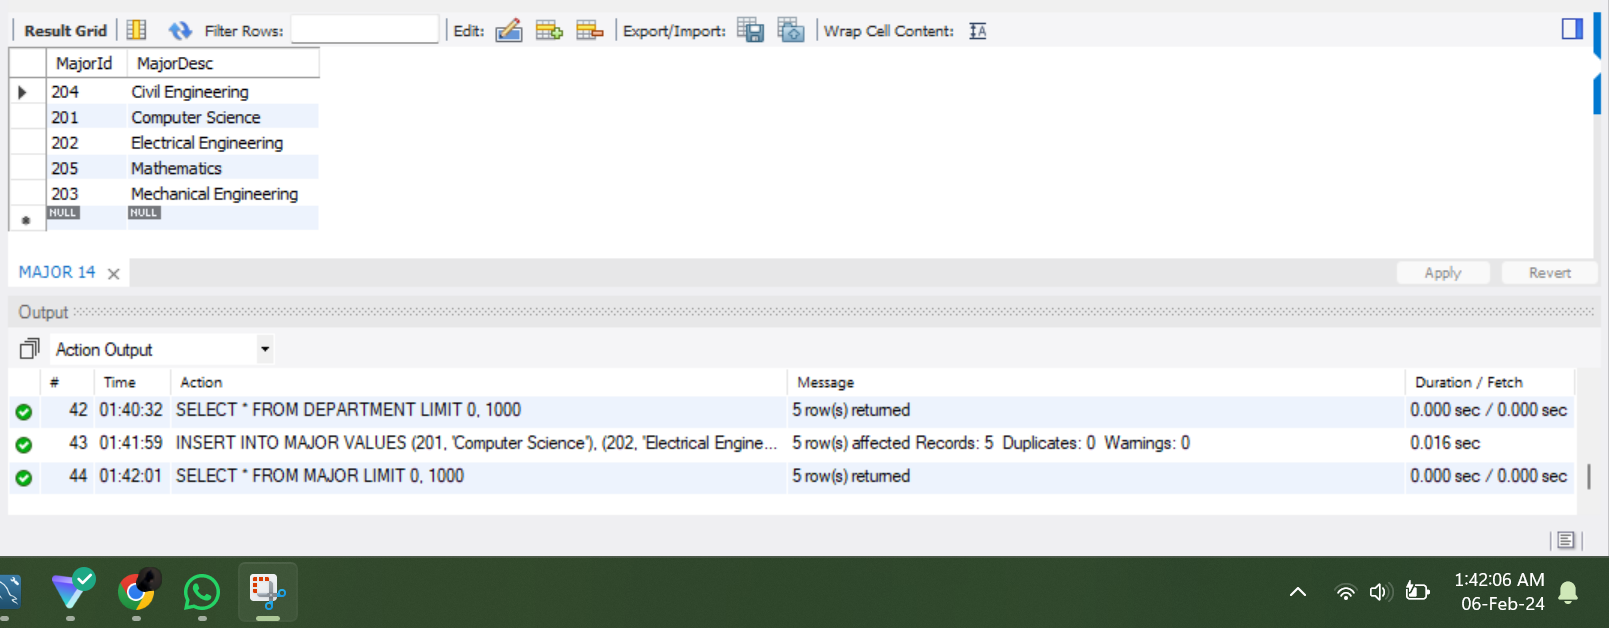 Result Grid Filter Rows: Edit: Export/Import: Wrap Cell Content: IA
MajorId MajorDesc
204 Civil Engineering
201 Computer Science
202 Electrical Engineering
205 Mathematics
203 Mechanical Engineering
NULL NULL
MAJOR 14 Apply Revert
Output
Action Output
# Time Action Message Duration / Fetch
42 01:40:32 SELECT * FROM DEPARTMENT LIMIT 0, 1000 5 row(s) returned 0.000 sec / 0.000 sec
43 01:41:59 INSERT INTO MAJOR VALUES (201, 'Computer Science'), (202, 'Electrical Engine... 5 row(s) affected Records: 5 Duplicates: 0 Warnings: 0 0.016 sec
44 01:42:01 SELECT * FROM MAJOR LIMIT 0, 1000 5 row(s) returned 0.000 sec / 0.000 sec
1:42:06 AM
06-Feb-24